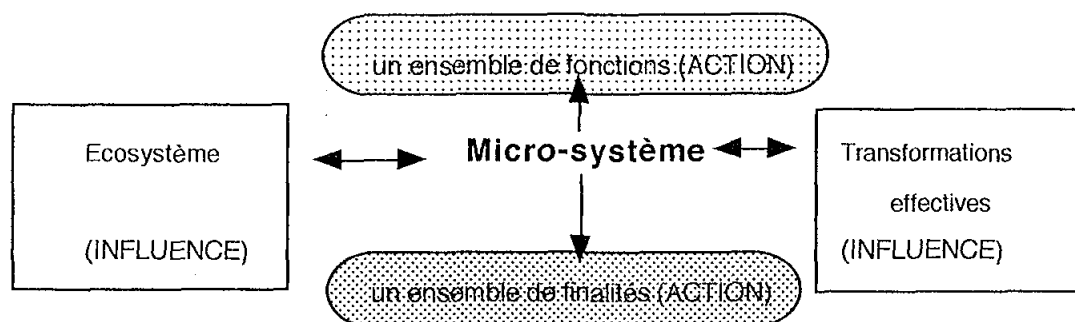 un ensemble de fonctions (ACTION)
Ecosystème
(INFLUENCE)
Micro-système
Transformations
effectives
(INFLUENCE)
un ensemble de finalités (ACTION)